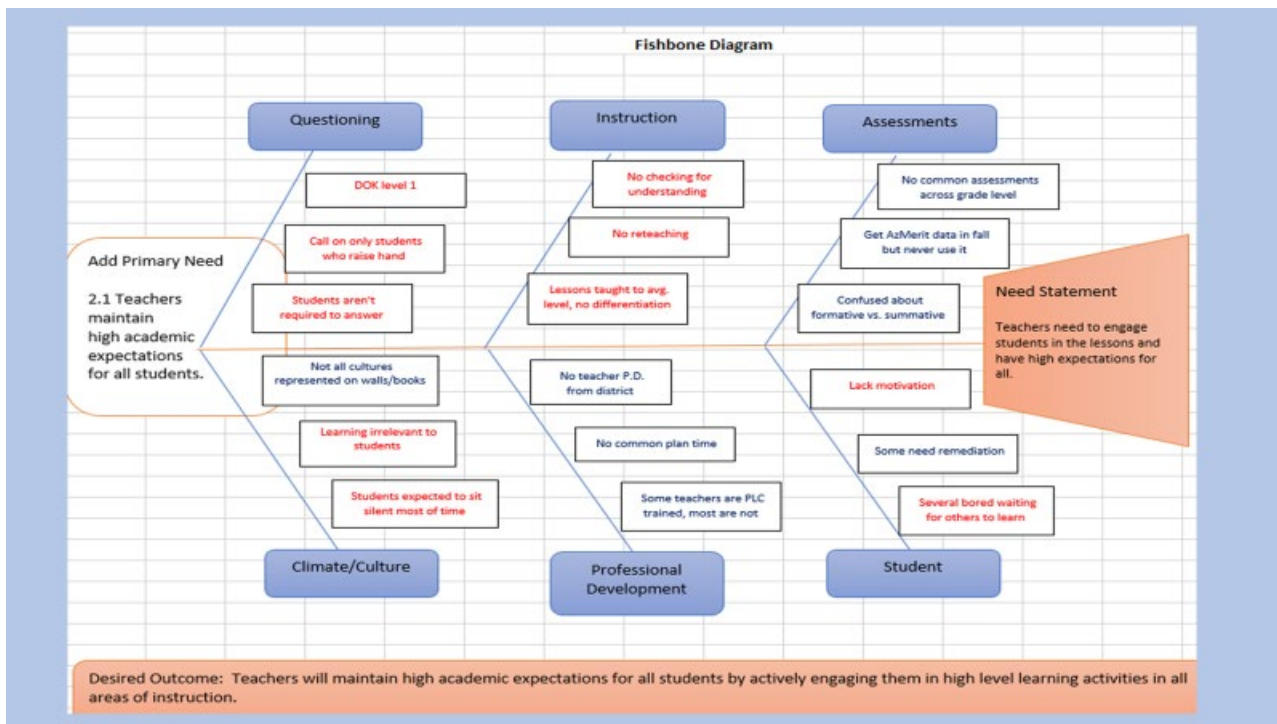 Fishbone Diagram
Questioning
Instruction
Assessments
DOK level 1
Call on only students
who raise hand
Students aren't
required to answer
No checking for
understanding
No reteaching
Lessons taught to avg.
level, no differentiation
No common assessments
across grade level
Get AzMerit data in fall
but never use it
Confused about
formative vs. summative
Add Primary Need
2.1 Teachers
maintain
high academic
expectations
for all students.
Need Statement
Teachers need to engage
students in the lessons and
have high expectations for
all.
Not all cultures
represented on walls/books
Learning irrelevant to
students
Students expected to sit
silent most of time
No teacher P.D.
from district
No common plan time
Some teachers are PLC
trained, most are not
Lack motivation
Some need remediation
Several bored waiting
for others to learn
Climate/Culture
Professional
Development
Student
Desired Outcome: Teachers will maintain high academic expectations for all students by actively engaging them in high level learning activities in all
areas of instruction.